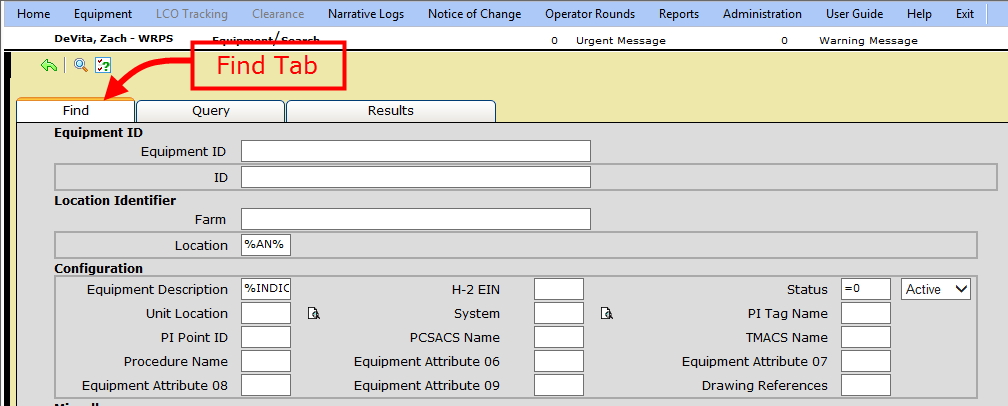 Home Equipment LCO Tracking Clearance Narrative Logs Notice of Change Operator Rounds Reports Administration User Guide Help Exit
DeVita, Zach - WRPS Equipment/Search 0 Urgent Message 0 Warning Message
Find Tab
Find Query Results
Equipment ID
Equipment ID
ID
Location Identifier
Farm
Location %AN%
Configuration
Equipment Description %INDIC H-2 EIN Status =0 Active
Unit Location System PI Tag Name
PI Point ID PCSACS Name TMACS Name
Procedure Name Equipment Attribute 06 Equipment Attribute 07
Equipment Attribute 08 Equipment Attribute 09 Drawing References